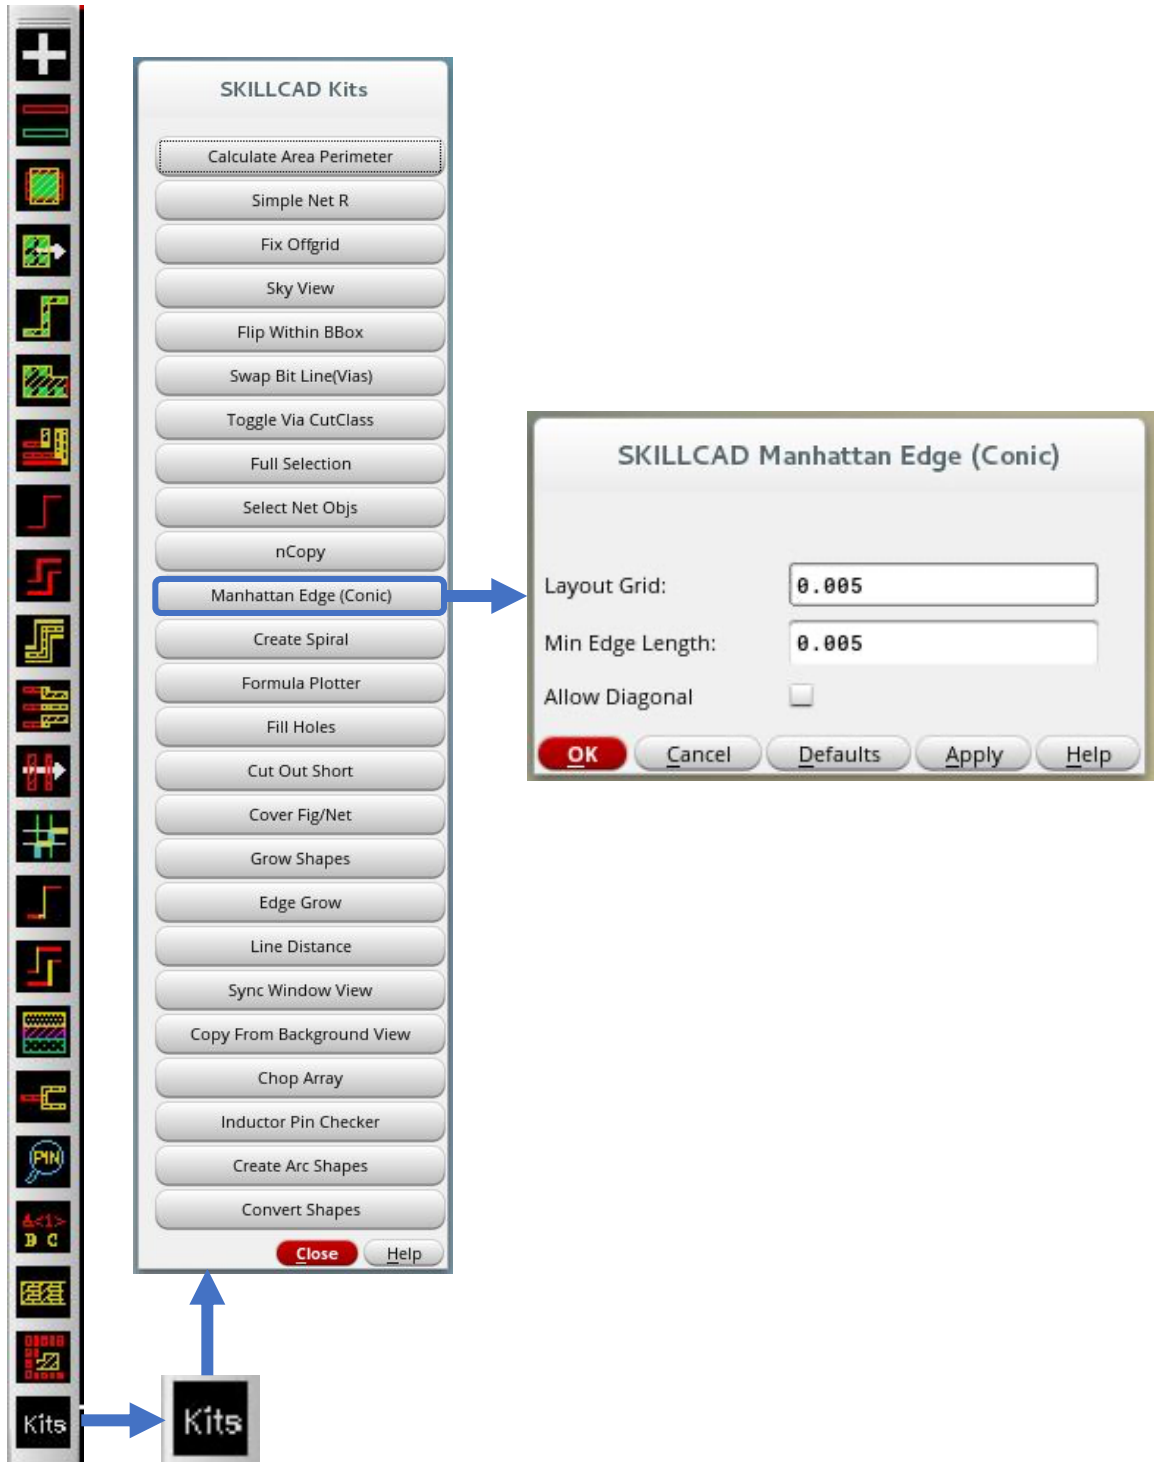 SKILLCAD Kits
Calculate Area Perimeter
Simple Net R
Fix Offgrid
Sky View
Flip Within BBox
Swap Bit Line(Vias)
Toggle Via CutClass
Full Selection
Select Net Objs
nCopy
Manhattan Edge (Conic)
Create Spiral
Formula Plotter
Fill Holes
Cut Out Short
Cover Fig/Net
Grow Shapes
Edge Grow
Line Distance
Sync Window View
Copy From Background View
Chop Array
Inductor Pin Checker
Create Arc Shapes
Convert Shapes
Close Help
SKILLCAD Manhattan Edge (Conic)
Layout Grid: 0.005
Min Edge Length: 0.005
Allow Diagonal
OK Cancel Defaults Apply Help
PIN
&<1>
B C
Kits
Kits